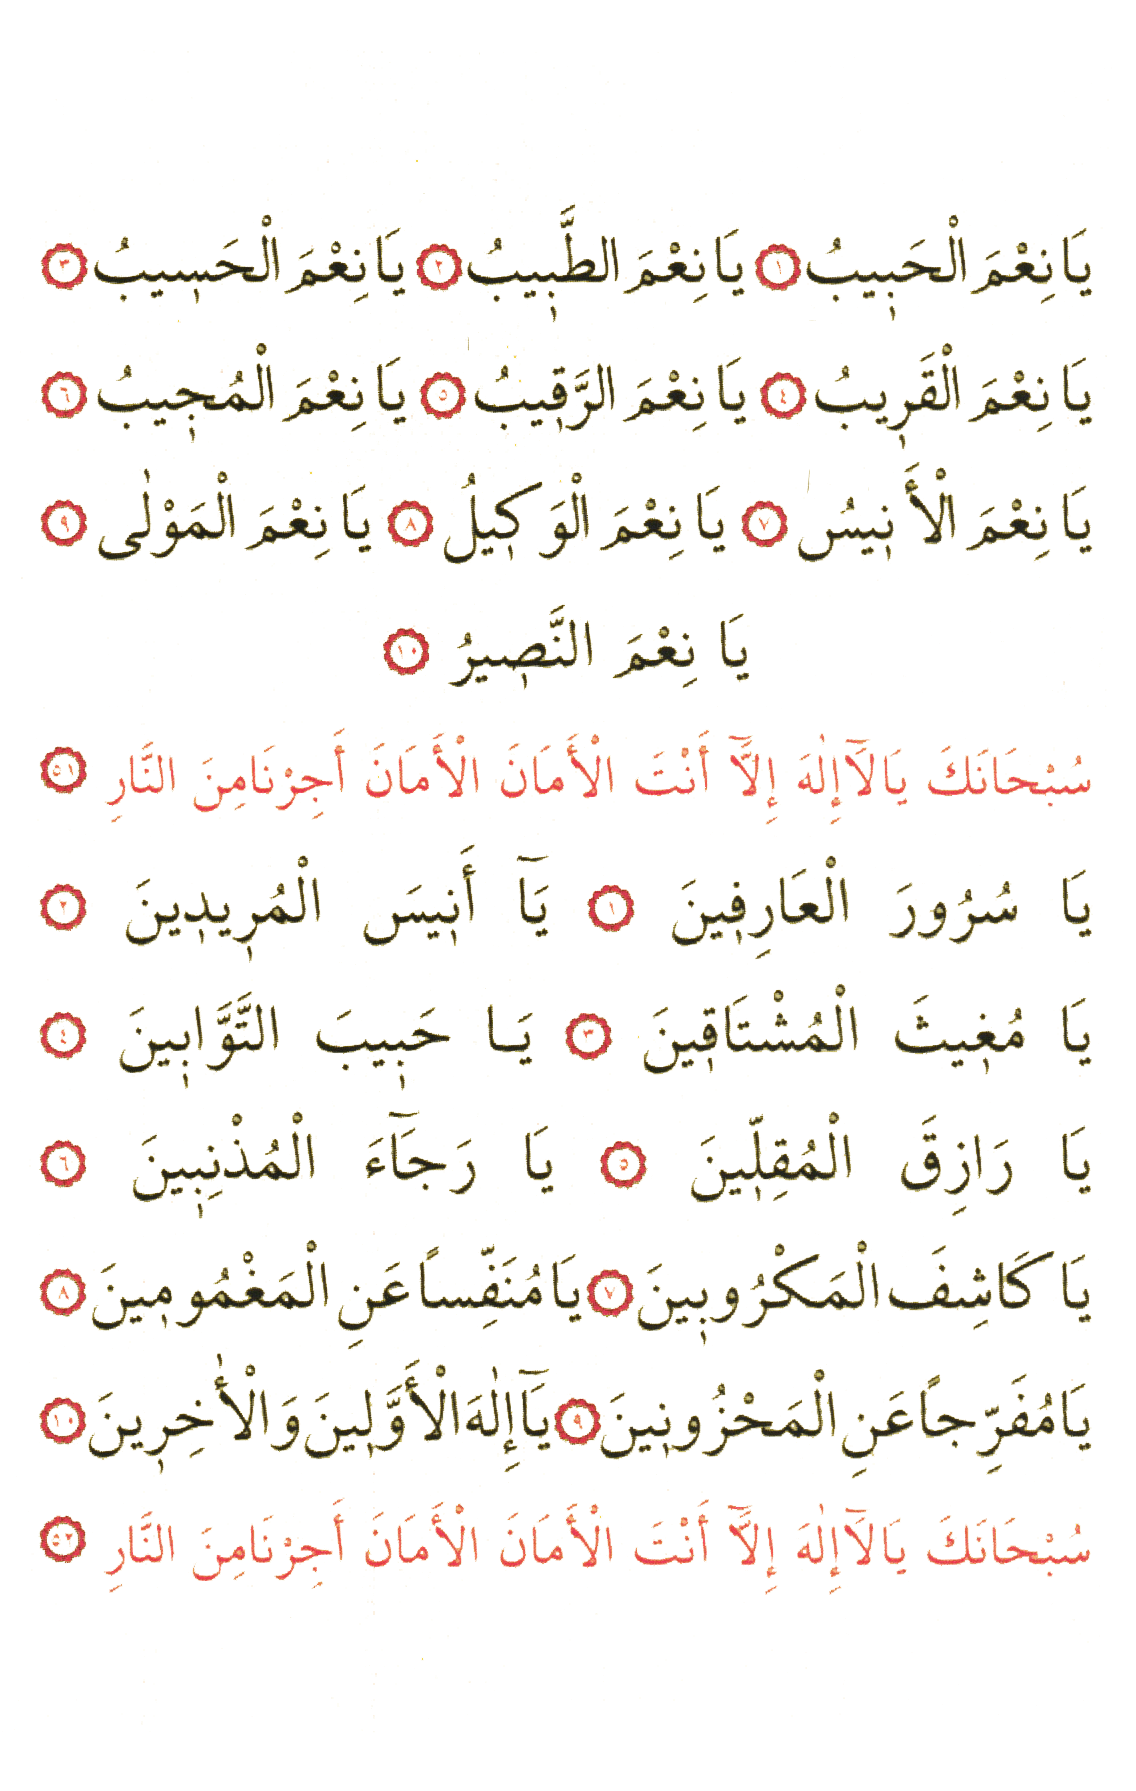 يَا نِعْمَ الْحَبٖيبُ ﴿١﴾ يَا نِعْمَ الطَّبٖيبُ ﴿٢﴾ يَا نِعْمَ الْحَسٖيبُ ﴿٣﴾
يَا نِعْمَ الْقَرٖيبُ ﴿٤﴾ يَا نِعْمَ الرَّقٖيبُ ﴿٥﴾ يَا نِعْمَ الْمُجٖيبُ ﴿٦﴾
يَا نِعْمَ الْأَنٖيسُ ﴿٧﴾ يَا نِعْمَ الْوَكٖيلُ ﴿٨﴾ يَا نِعْمَ الْمَوْلٰى ﴿٩﴾
يَا نِعْمَ النَّصٖيرُ ﴿١٠﴾
سُبْحَانَكَ يَا لَآ إِلٰهَ إِلَّآ أَنْتَ الْأَمَانَ الْأَمَانَ أَجِرْنَا مِنَ النَّارِ ﴿٥١﴾
يَا سُرُورَ الْعَارِفٖينَ ﴿١﴾ يَآ أَنٖيسَ الْمُرٖيدٖينَ ﴿٢﴾
يَا مُغٖيثَ الْمُشْتَاقٖينَ ﴿٣﴾ يَا حَبٖيبَ التَّوَّابٖينَ ﴿٤﴾
يَا رَازِقَ الْمُقِلّٖينَ ﴿٥﴾ يَا رَجَآءَ الْمُذْنِبٖينَ ﴿٦﴾
يَا كَاشِفَ الْمَكْرُوبٖينَ ﴿٧﴾ يَا مُنَفِّساً عَنِ الْمَغْمُومٖينَ ﴿٨﴾
يَا مُفَرِّجاً عَنِ الْمَحْزُونٖينَ ﴿٩﴾ يَآ إِلٰهَ الْأَوَّلٖينَ وَالْأٰخِرٖينَ ﴿١٠﴾
سُبْحَانَكَ يَا لَآ إِلٰهَ إِلَّآ أَنْتَ الْأَمَانَ الْأَمَانَ أَجِرْنَا مِنَ النَّارِ ﴿٥٢﴾